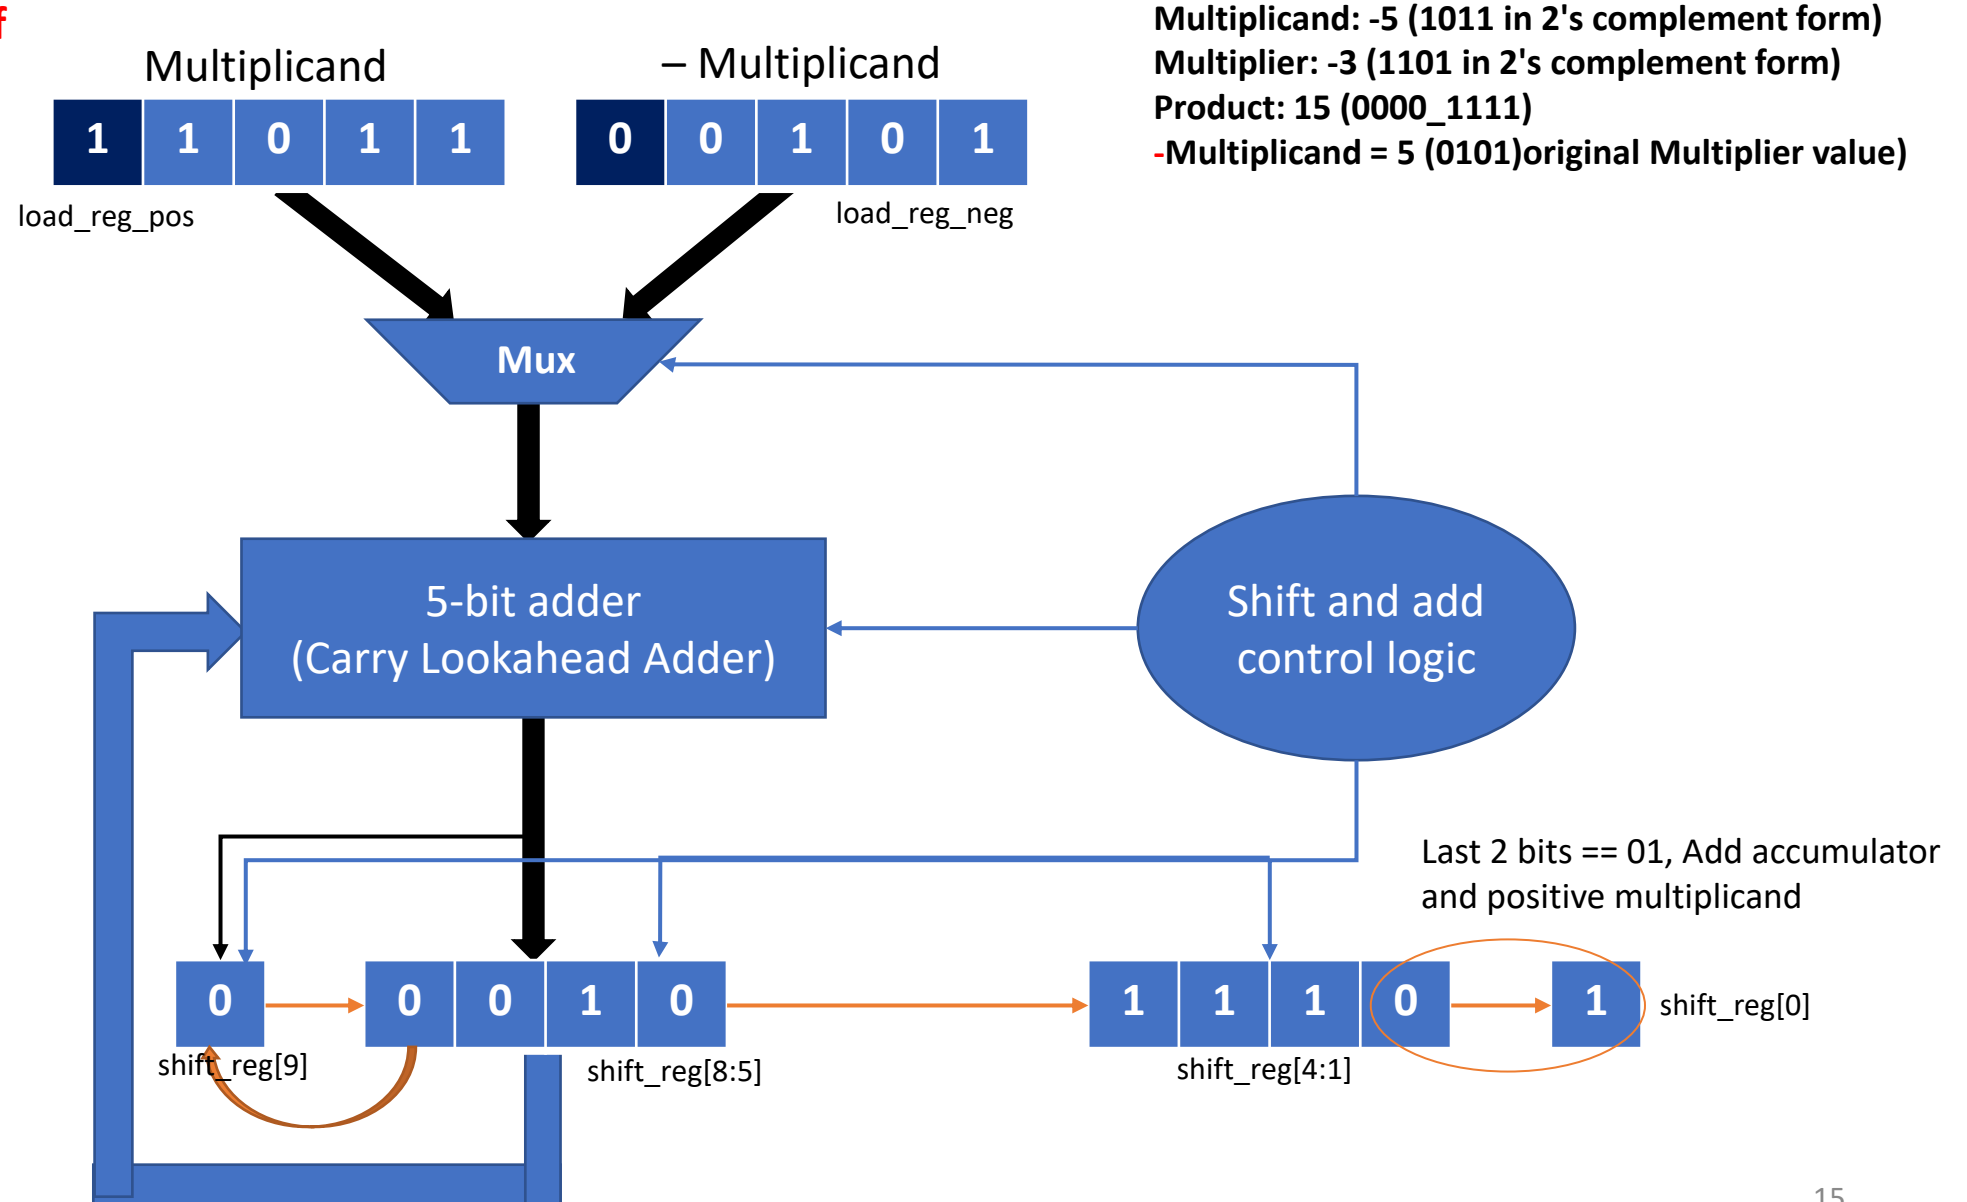 f
Multiplicand: -5 (1011 in 2's complement form)
Multiplier: -3 (1101 in 2's complement form)
Product: 15 (0000_1111)
-Multiplicand = 5 (0101)original Multiplier value)
Multiplicand
– Multiplicand
1 1 0 1 1
0 0 1 0 1
load_reg_pos
load_reg_neg
Mux
5-bit adder
(Carry Lookahead Adder)
Shift and add
control logic
Last 2 bits == 01, Add accumulator
and positive multiplicand
0
0 0 1 0
1 1 1 0
1
shift_reg[0]
shift_reg[9]
shift_reg[8:5]
shift_reg[4:1]
15